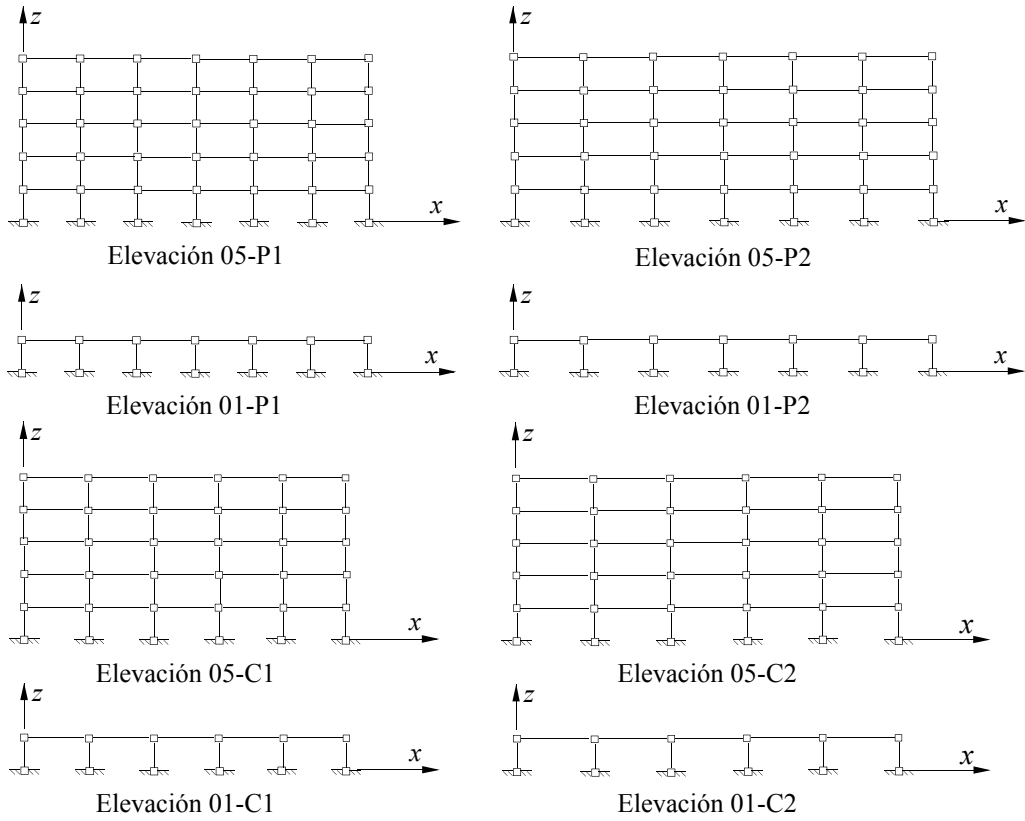 z
z
x
x
Elevación 05-P1
Elevación 05-P2
z
z
x
x
Elevación 01-P1
Elevación 01-P2
z
z
x
x
Elevación 05-C1
Elevación 05-C2
z
z
x
x
Elevación 01-C1
Elevación 01-C2